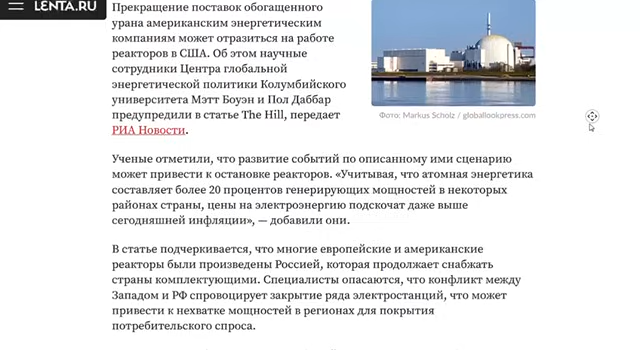 LENTA.RU
Прекращение поставок обогащенного
урана американским энергетическим
компаниям может отразиться на работе
реакторов в США. Об этом научные
сотрудники Центра глобальной
энергетической политики Колумбийского
университета Мэтт Боуэн и Пол Даббар
предупредили в статье The Hill, передает
РИА Новости.
Фото: Markus Scholz / globallookpress.com
Ученые отметили, что развитие событий по описанному ими сценарию
может привести к остановке реакторов. «Учитывая, что атомная энергетика
составляет более 20 процентов генерирующих мощностей в некоторых
районах страны, цены на электроэнергию подскочат даже выше
сегодняшней инфляции», — добавили они.
В статье подчеркивается, что многие европейские и американские
реакторы были произведены Россией, которая продолжает снабжать
страны комплектующими. Специалисты опасаются, что конфликт между
Западом и РФ спровоцирует закрытие ряда электростанций, что может
привести к нехватке мощностей в регионах для покрытия
потребительского спроса.